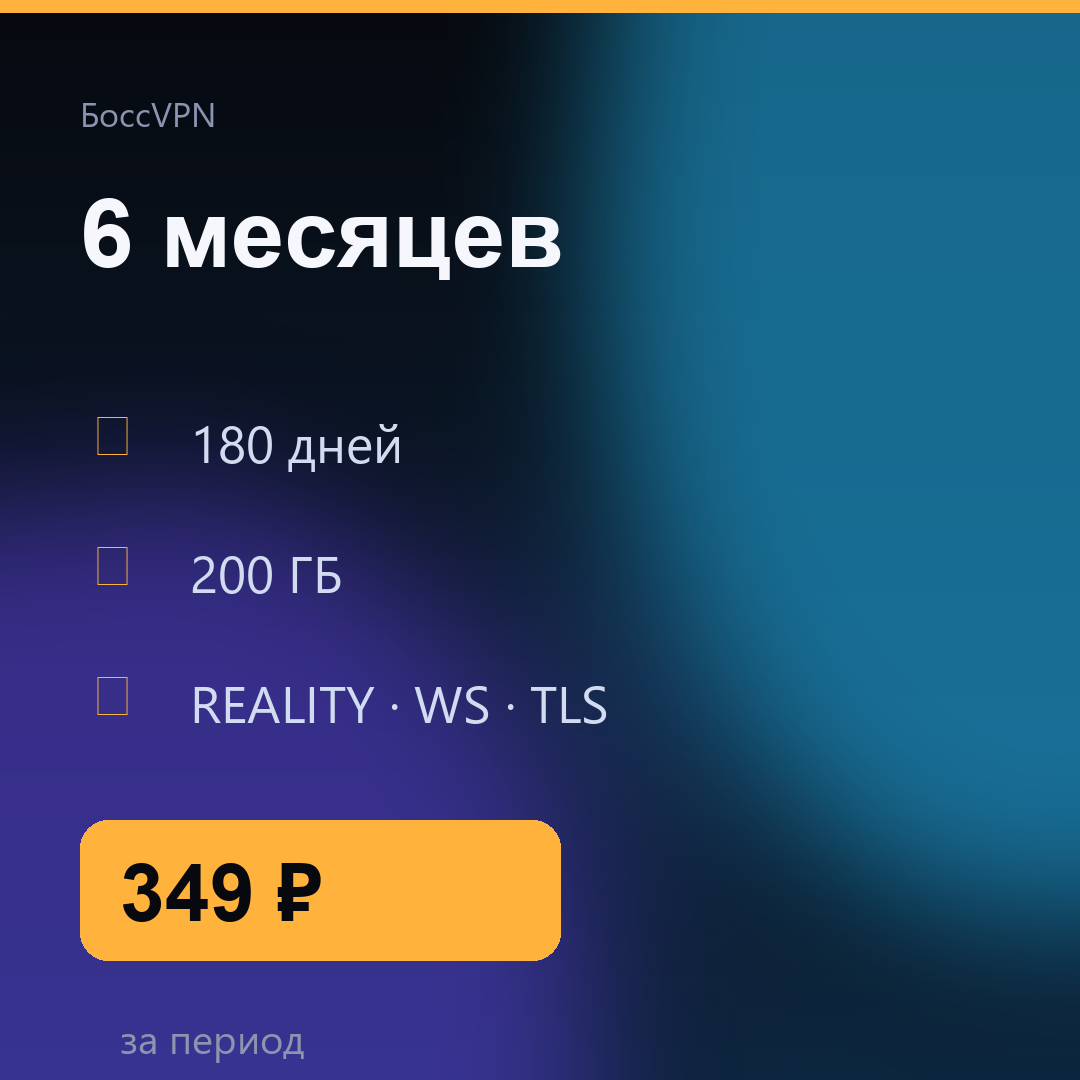 БоссVPN
6 месяцев
180 дней
200 ГБ
REALITY · WS · TLS
349 ₽
за период